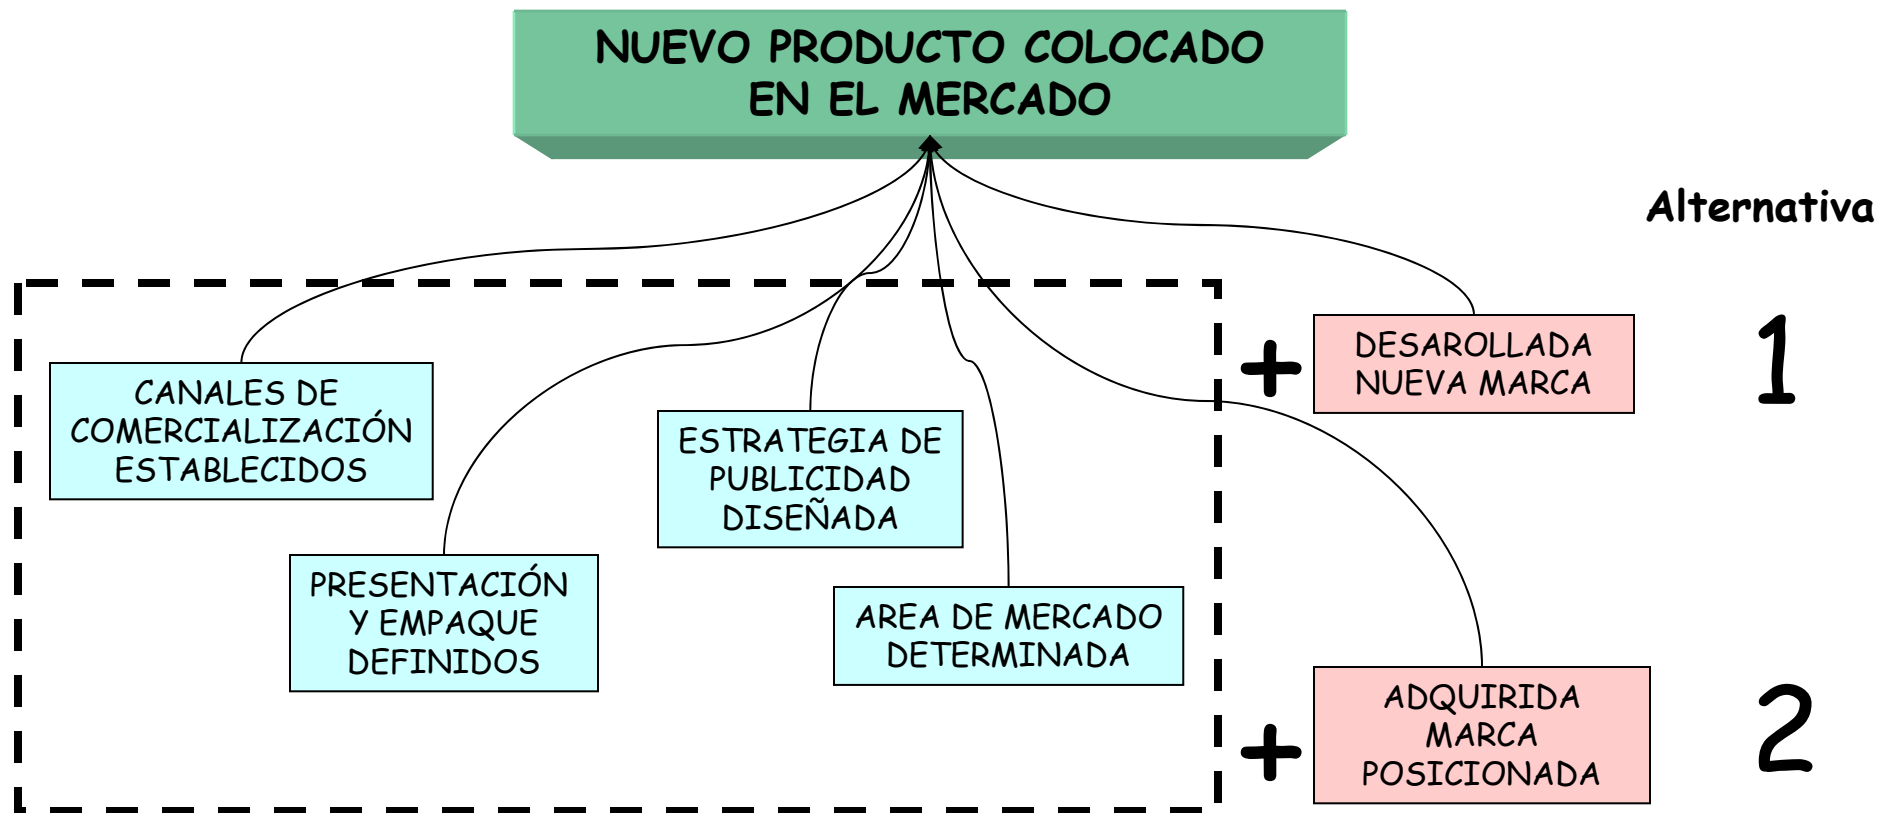 NUEVO PRODUCTO COLOCADO
EN EL MERCADO
Alternativa
+
DESAROLLADA
NUEVA MARCA
1
CANALES DE
COMERCIALIZACIÓN
ESTABLECIDOS
ESTRATEGIA DE
PUBLICIDAD
DISEÑADA
PRESENTACIÓN
Y EMPAQUE
DEFINIDOS
AREA DE MERCADO
DETERMINADA
+
ADQUIRIDA
MARCA
POSICIONADA
2